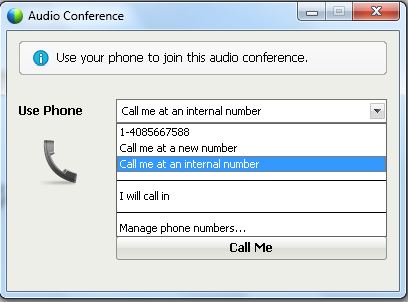 Audio Conference
Use your phone to join this audio conference.
Use Phone
Call me at an internal number
1-4085667588
Call me at a new number
Call me at an internal number
I will call in
Manage phone numbers...
Call Me